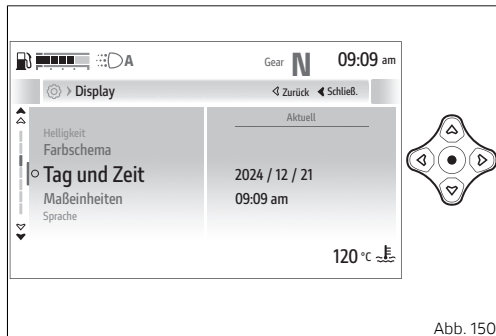 A Gear N 09:09 am
> Display Zurück Schließ.
Aktuell
Helligkeit
Farbschema
Tag und Zeit 2024 / 12 / 21
Maßeinheiten 09:09 am
Sprache
120 °C
Abb. 150